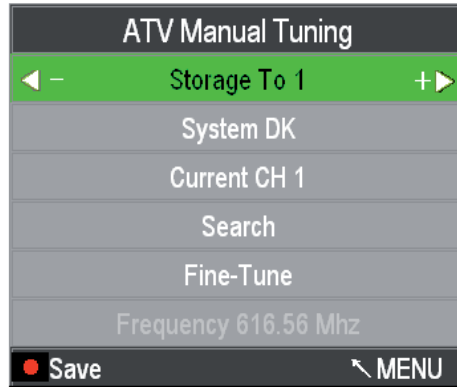 ATV Manual Tuning
- Storage To 1 +
System DK
Current CH 1
Search
Fine-Tune
Frequency 616.56 Mhz
Save MENU